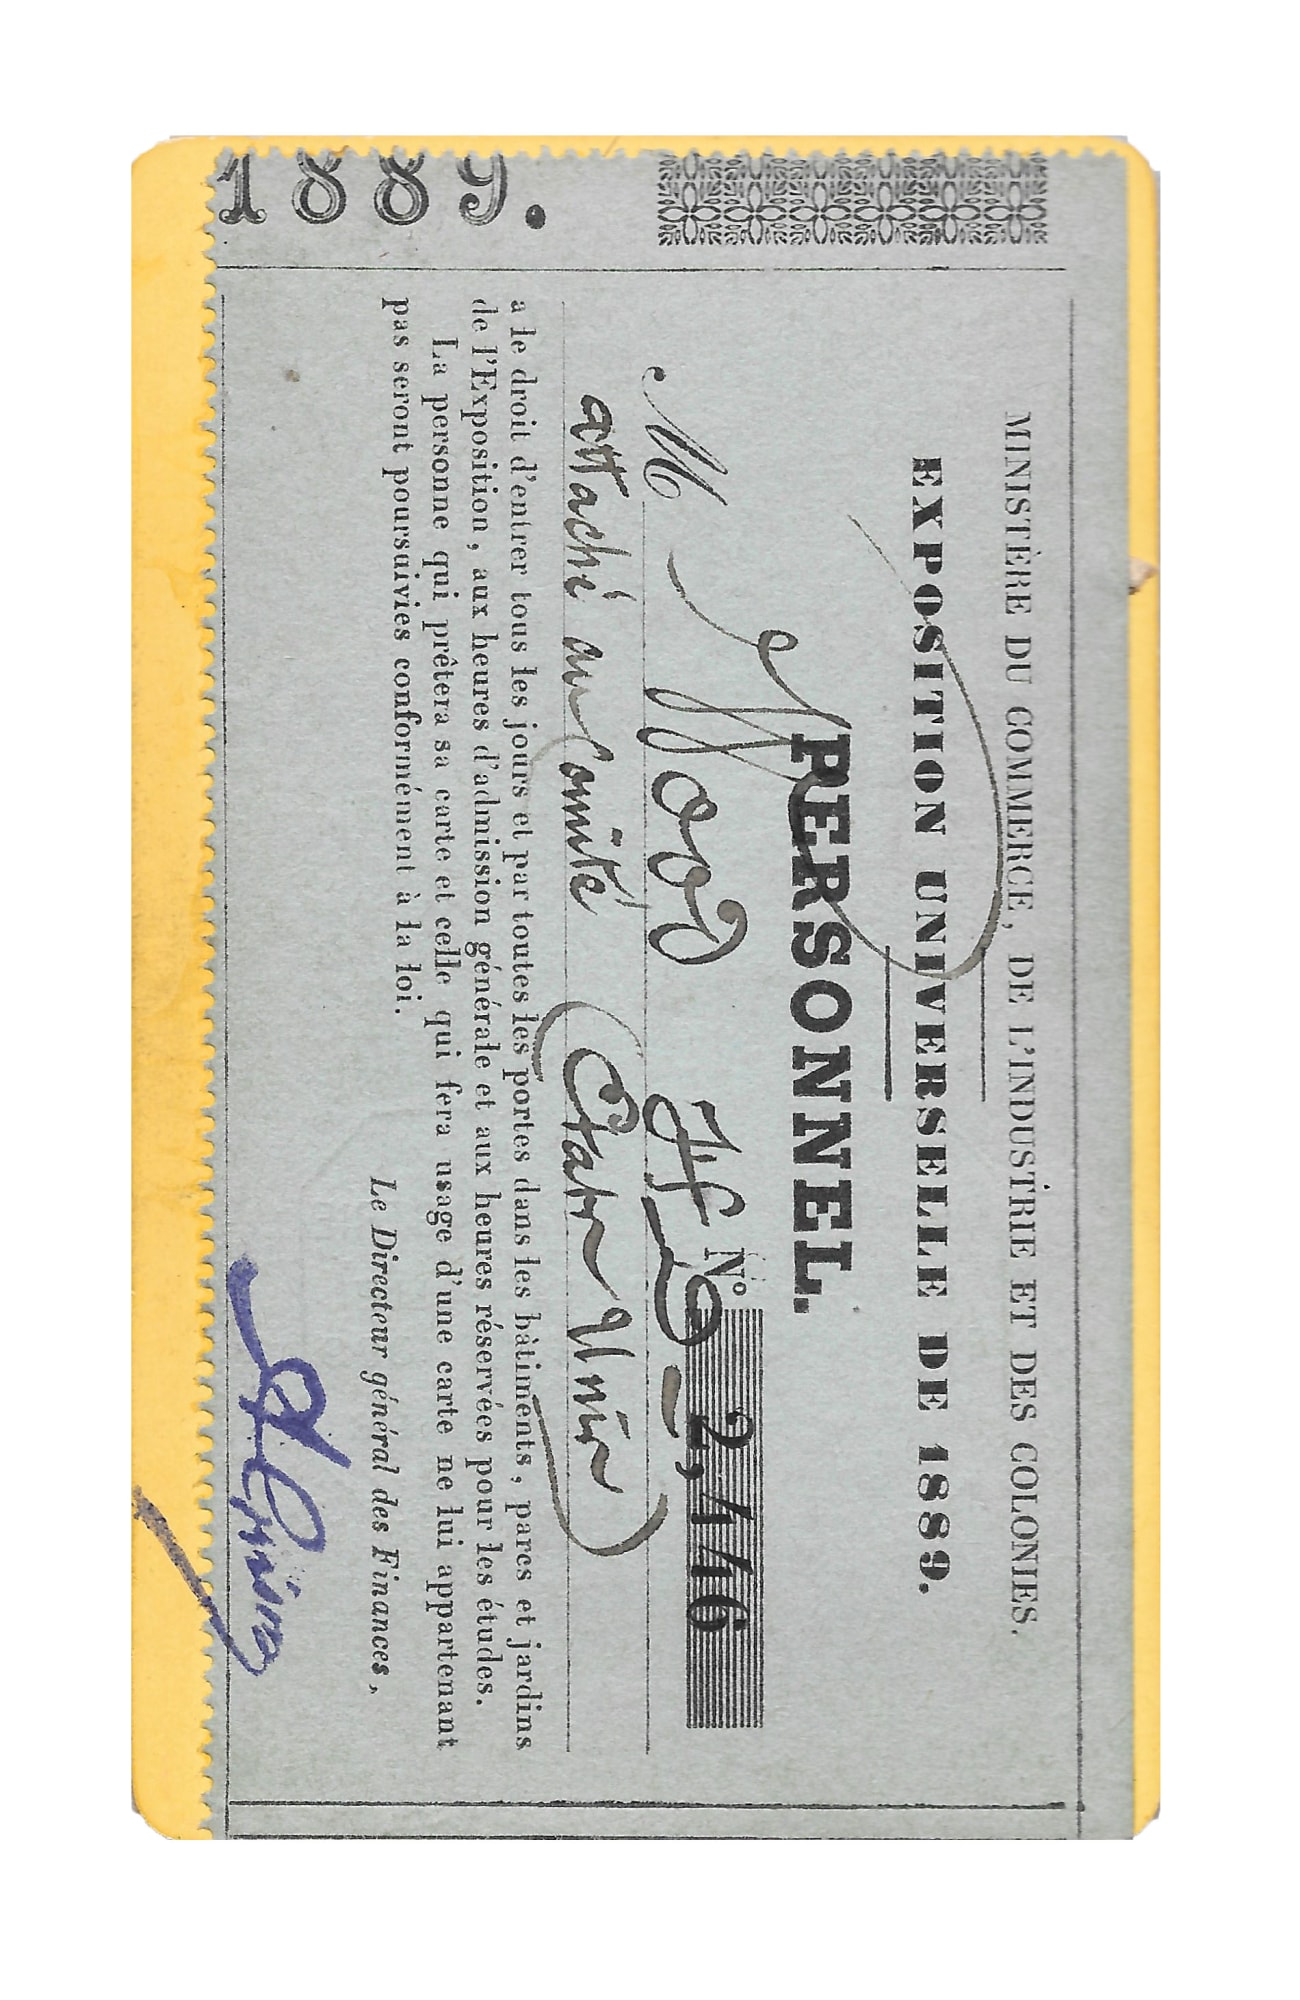 1889.
MINISTÈRE DU COMMERCE, DE L'INDUSTRIE ET DES COLONIES.
EXPOSITION UNIVERSELLE DE 1889.
PERSONNEL.
N° 2,446
M Wood
attaché au Comité (Etats Unis)
a le droit d'entrer tous les jours et par toutes les portes dans les bâtiments, parcs et jardins
de l'Exposition, aux heures d'admission générale et aux heures réservées pour les études.
La personne qui prêtera sa carte et celle qui fera usage d'une carte ne lui appartenant
pas seront poursuivies conformément à la loi.
Le Directeur général des Finances,